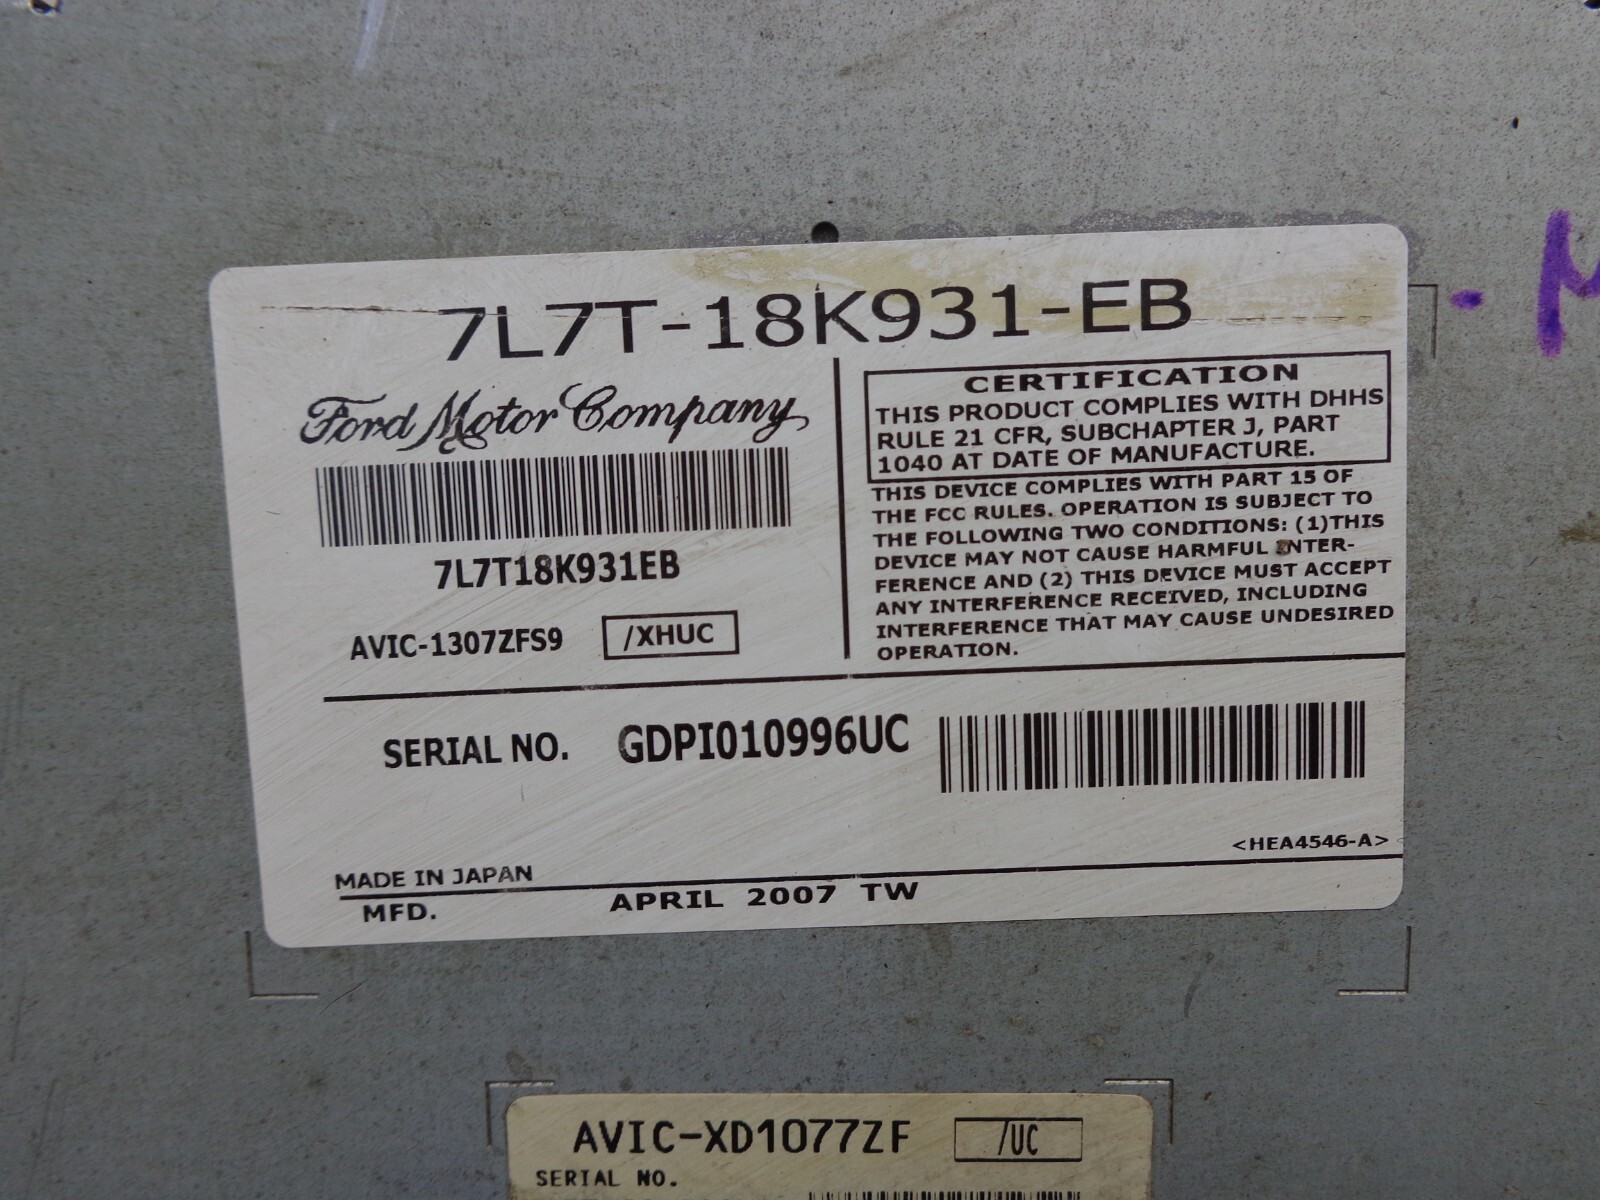 7L7T-18K931-EB
Ford Motor Company
7L7T18K931EB
AVIC-1307ZFS9 /XHUC
CERTIFICATION
THIS PRODUCT COMPLIES WITH DHHS
RULE 21 CFR, SUBCHAPTER J, PART
1040 AT DATE OF MANUFACTURE.
THIS DEVICE COMPLIES WITH PART 15 OF
THE FCC RULES. OPERATION IS SUBJECT TO
THE FOLLOWING TWO CONDITIONS: (1)THIS
DEVICE MAY NOT CAUSE HARMFUL INTER-
FERENCE AND (2) THIS DEVICE MUST ACCEPT
ANY INTERFERENCE RECEIVED, INCLUDING
INTERFERENCE THAT MAY CAUSE UNDESIRED
OPERATION.
SERIAL NO. GDPI010996UC
<HEA4546-A>
MADE IN JAPAN
MFD. APRIL 2007 TW
AVIC-XD1077ZF /UC
SERIAL NO.